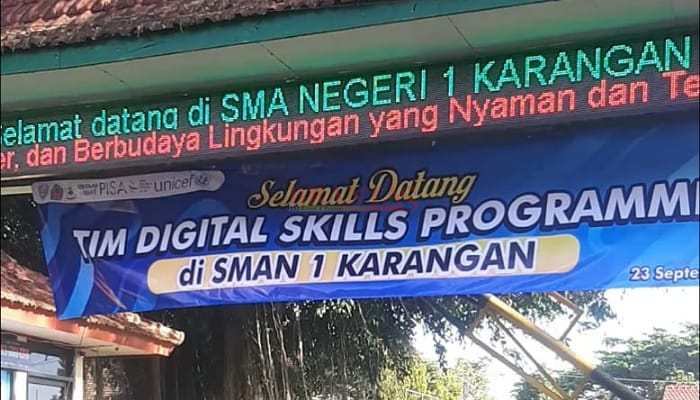 Selamat datang di SMA NEGERI 1 KARANGAN
er, dan Berbudaya Lingkungan yang Nyaman dan Te
PISA unicef
Selamat Datang
TIM DIGITAL SKILLS PROGRAMM
di SMAN 1 KARANGAN
23 Septe